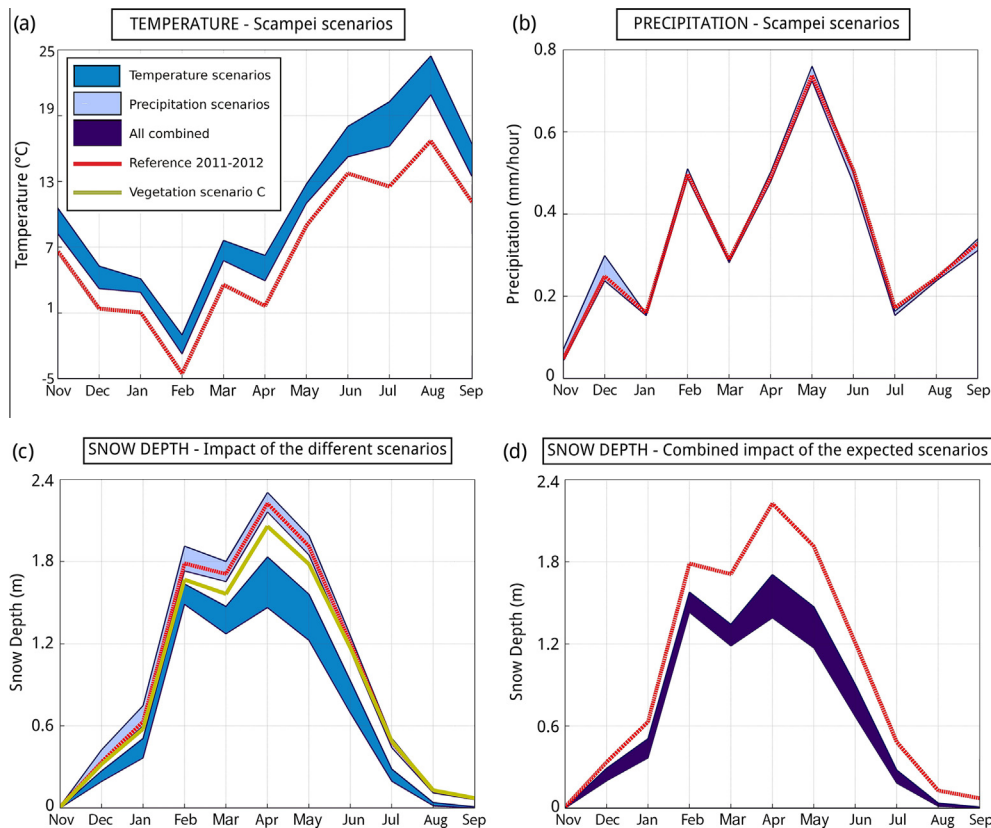 (a)
TEMPERATURE - Scampei scenarios
Temperature (°C)
25
19
13
7
1
-5
Temperature scenarios
Precipitation scenarios
All combined
Reference 2011-2012
Vegetation scenario C
Nov Dec Jan Feb Mar Apr May Jun Jul Aug Sep
(b)
PRECIPITATION - Scampei scenarios
Precipitation (mm/hour)
0.8
0.6
0.4
0.2
0
Nov Dec Jan Feb Mar Apr May Jun Jul Aug Sep
(c)
SNOW DEPTH - Impact of the different scenarios
Snow Depth (m)
2.4
1.8
1.2
0.6
0
Nov Dec Jan Feb Mar Apr May Jun Jul Aug Sep
(d)
SNOW DEPTH - Combined impact of the expected scenarios
Snow Depth (m)
2.4
1.8
1.2
0.6
0
Nov Dec Jan Feb Mar Apr May Jun Jul Aug Sep